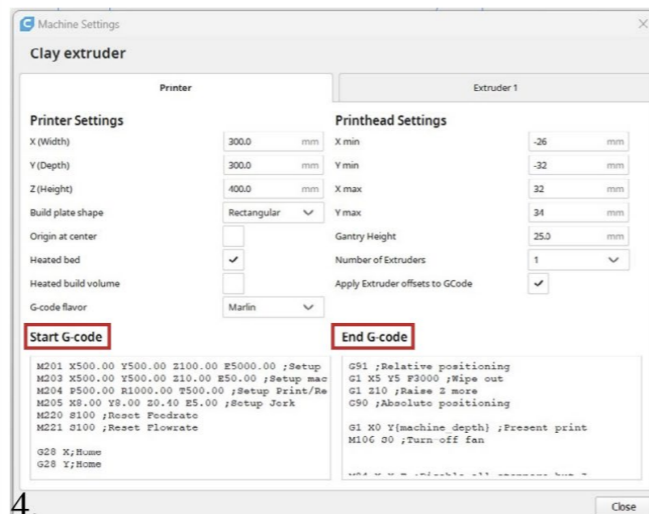 Machine Settings
Clay extruder
Printer
Extruder 1
Printer Settings
X (Width)
300.0 mm
Y (Depth)
300.0 mm
Z (Height)
400.0 mm
Build plate shape
Rectangular
Origin at center
Heated bed
Heated build volume
G-code flavor
Marlin
Printhead Settings
X min
-26 mm
Y min
-32 mm
X max
32 mm
Y max
34 mm
Gantry Height
25.0 mm
Number of Extruders
1
Apply Extruder offsets to GCode
Start G-code
M201 X500.00 Y500.00 Z100.00 E5000.00 ;Setup
M203 X500.00 Y500.00 Z10.00 E50.00 ;Setup mac
M204 P500.00 R1000.00 T500.00 ;Setup Print/Re
M205 X8.00 Y8.00 Z0.40 E5.00 ;Setup Jerk
M220 S100 ;Reset Feedrate
M221 S100 ;Reset Flowrate
G28 X;Home
G28 Y;Home
End G-code
G91 ;Relative positioning
G1 X5 Y5 F3000 ;Wipe out
G1 Z10 ;Raise Z more
G90 ;Absolute positioning
G1 X0 Y{machine_depth} ;Present print
M106 S0 ;Turn-off fan
Close
4.